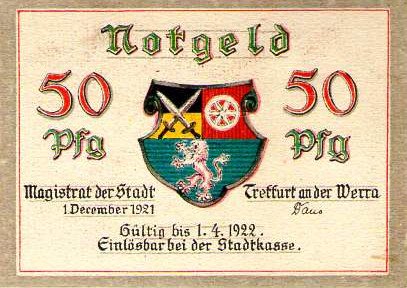 Notgeld
50 Pfg
50 Pfg
Magistrat der Stadt Treffurt an der Werra
1. December 1921
Gültig bis 1. 4. 1922.
Einlösbar bei der Stadtkasse.